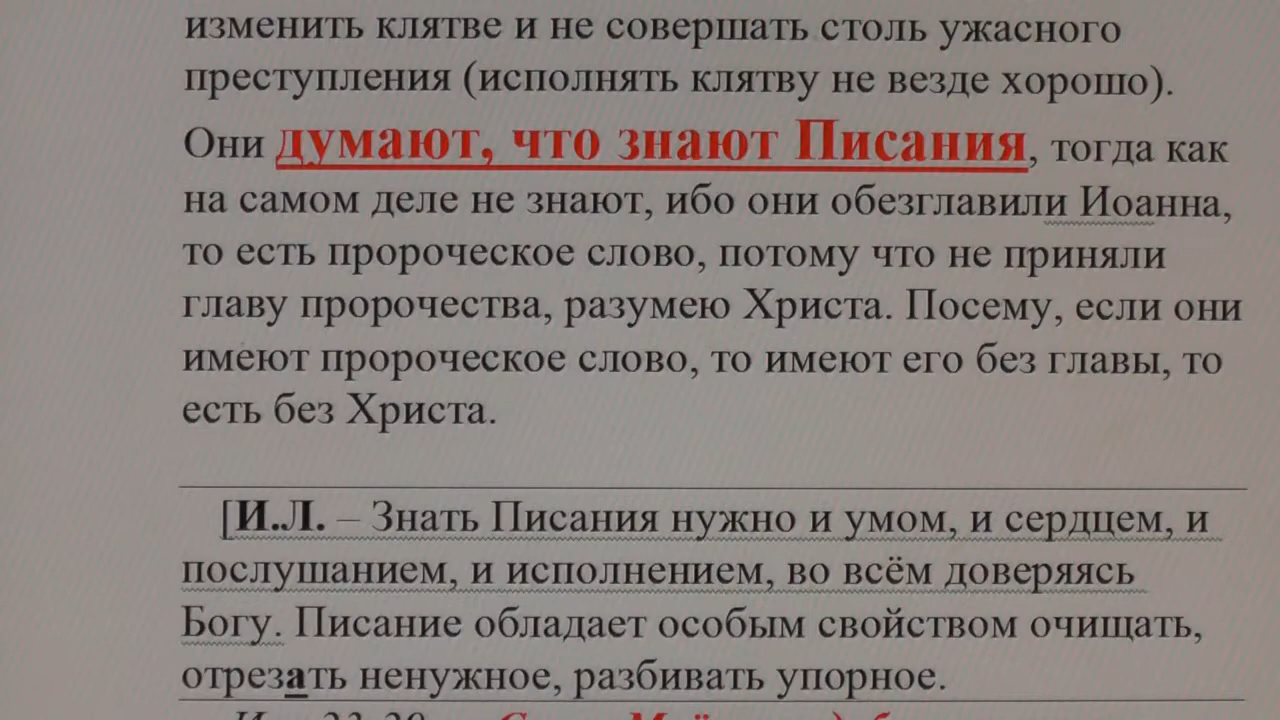 изменить клятве и не совершать столь ужасного
преступления (исполнять клятву не везде хорошо).
Они думают, что знают Писания, тогда как
на самом деле не знают, ибо они обезглавили Иоанна,
то есть пророческое слово, потому что не приняли
главу пророчества, разумею Христа. Посему, если они
имеют пророческое слово, то имеют его без главы, то
есть без Христа.
[И.Л. – Знать Писания нужно и умом, и сердцем, и
послушанием, и исполнением, во всём доверяясь
Богу. Писание обладает особым свойством очищать,
отрезать ненужное, разбивать упорное.